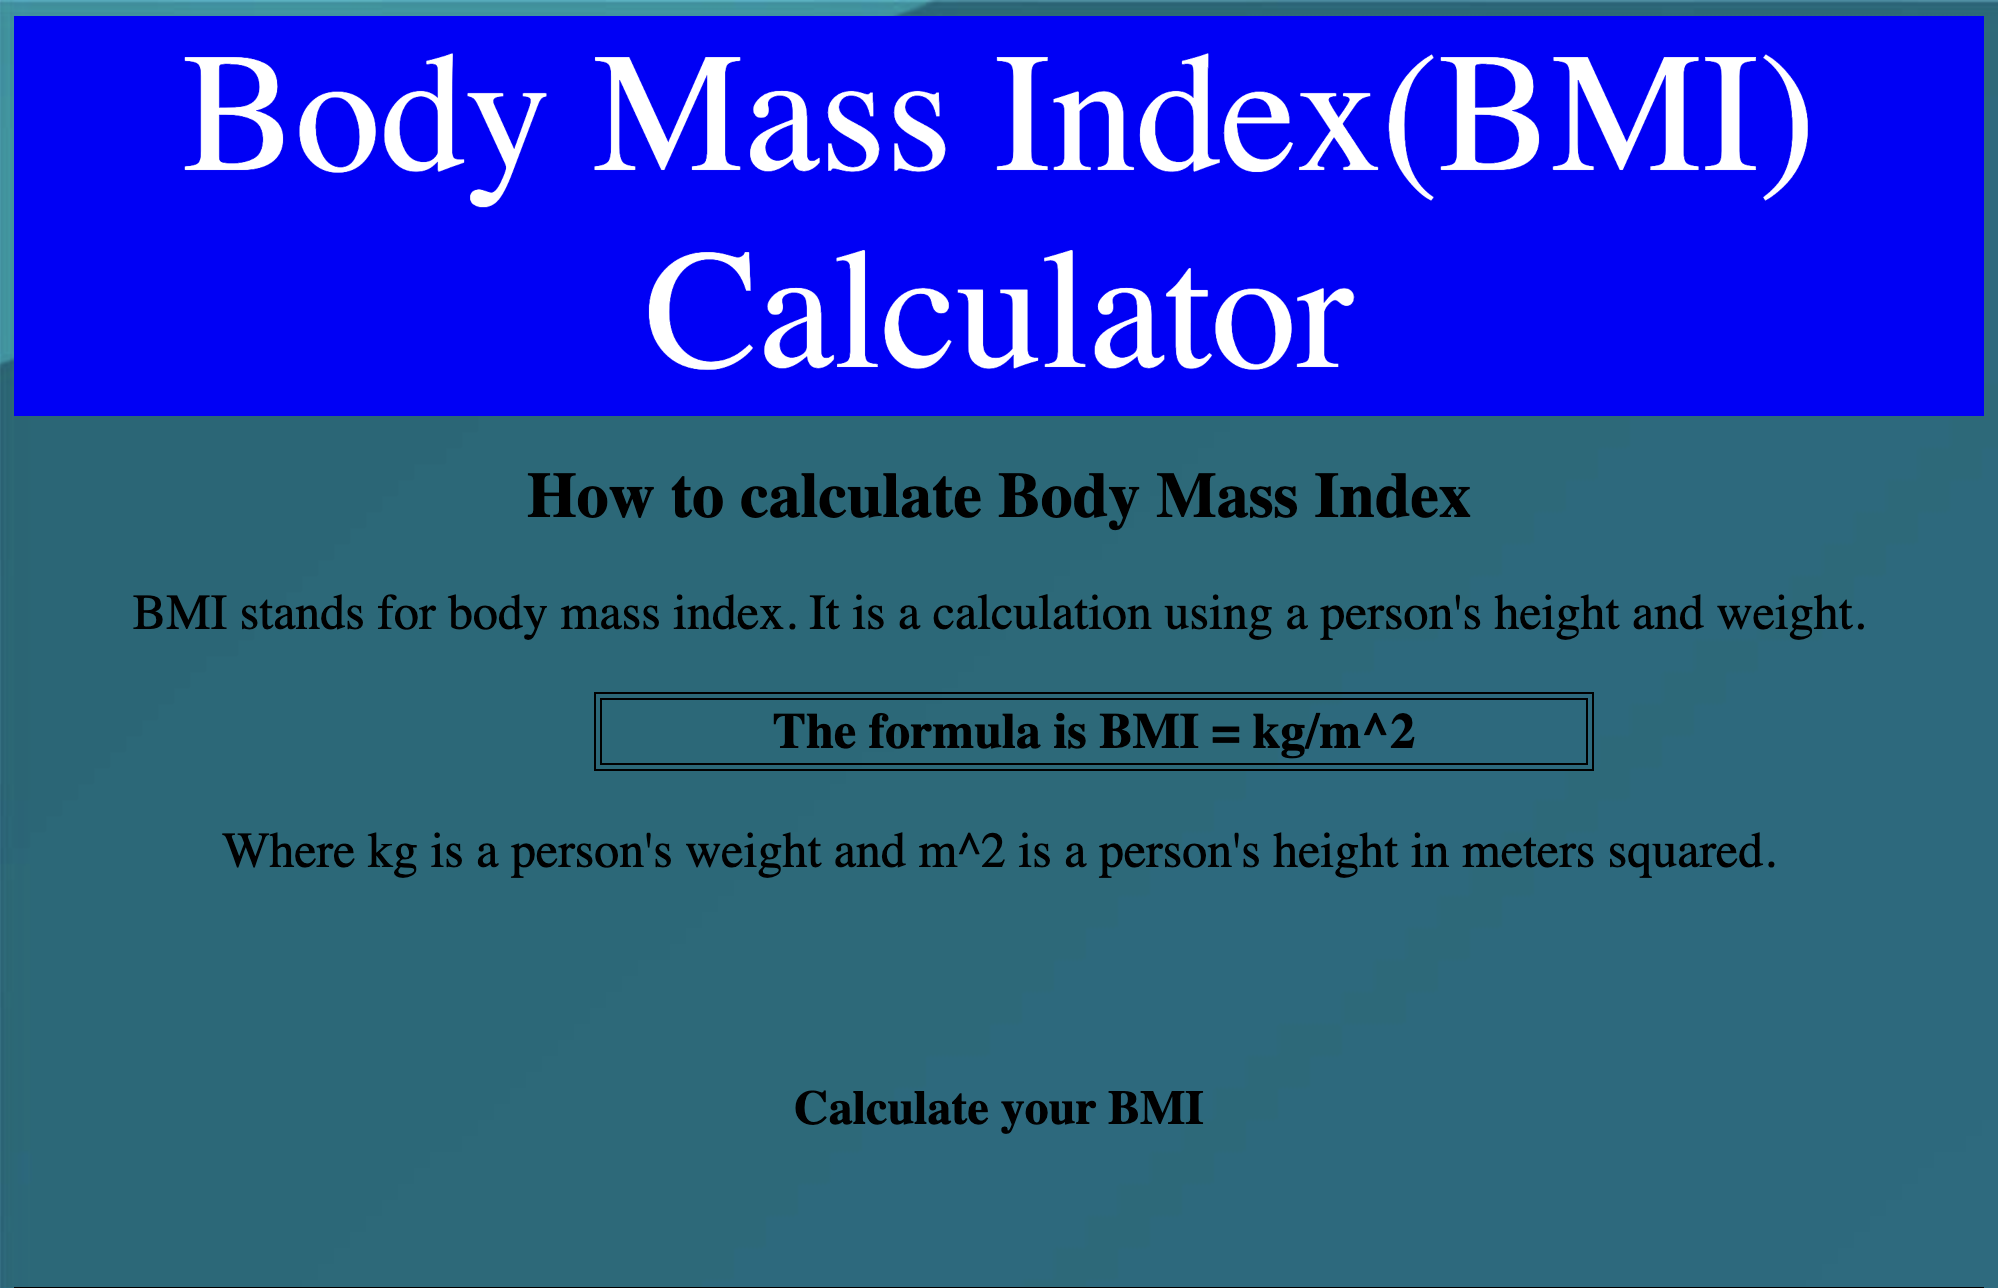 Body Mass Index(BMI)
Calculator
How to calculate Body Mass Index
BMI stands for body mass index. It is a calculation using a person's height and weight.
The formula is BMI = kg/m^2
Where kg is a person's weight and m^2 is a person's height in meters squared.
Calculate your BMI